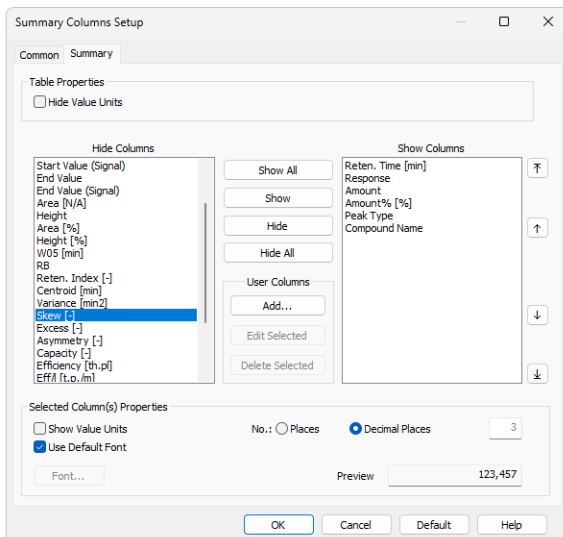 Summary Columns Setup
Common Summary
Table Properties
Hide Value Units
Hide Columns
Start Value (Signal)
End Value
End Value (Signal)
Area [N/A]
Height
Area [%]
Height [%]
W05 [min]
RB
Reten. Index [-]
Centroid [min]
Variance [min2]
Skew [-]
Excess [-]
Asymmetry [-]
Capacity [-]
Efficiency [th.pl]
Eff/l [t.p./m]
Show All
Show
Hide
Hide All
User Columns
Add...
Edit Selected
Delete Selected
Show Columns
Reten. Time [min]
Response
Amount
Amount% [%]
Peak Type
Compound Name
Selected Column(s) Properties
Show Value Units No.: Places Decimal Places 3
Use Default Font
Font... Preview 123,457
OK Cancel Default Help